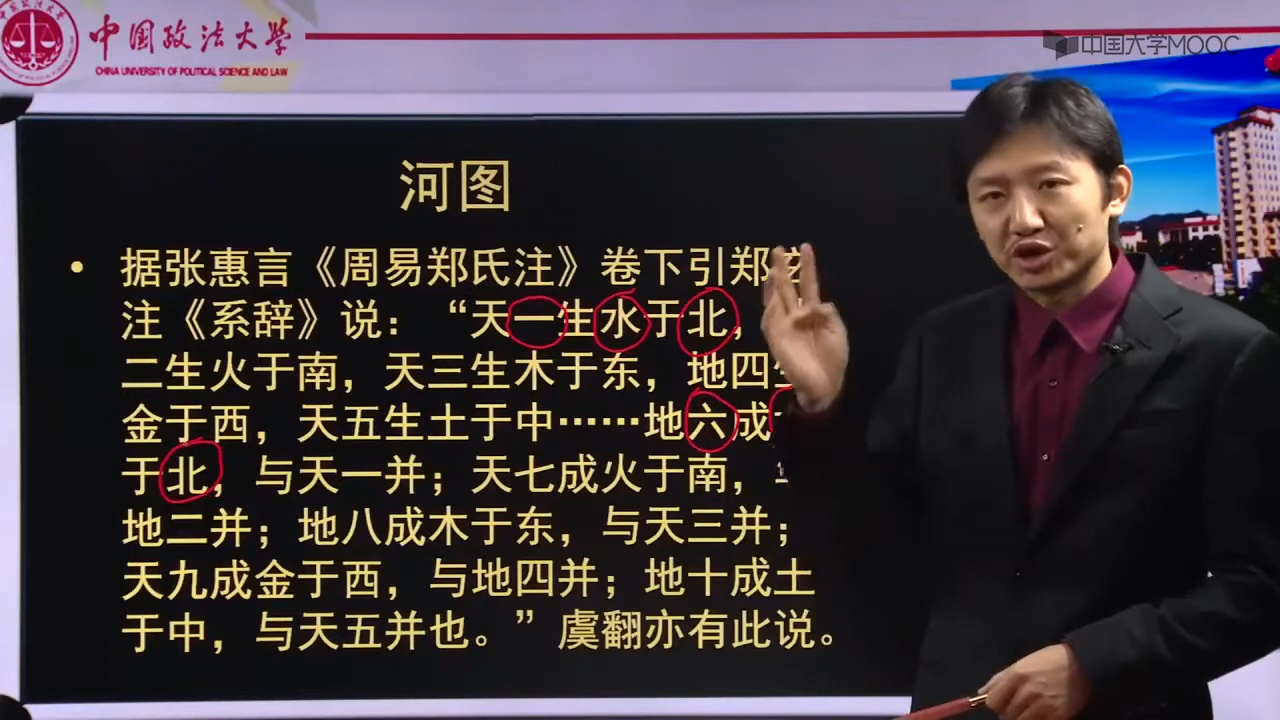 中国政法大学
CHINA UNIVERSITY OF POLITICAL SCIENCE AND LAW
中国大学MOOC
河图
• 据张惠言《周易郑氏注》卷下引郑
注《系辞》说：“天一生水于北，
二生火于南，天三生木于东，地四
金于西，天五生土于中……地六成
于北，与天一并；天七成火于南，
地二并；地八成木于东，与天三并；
天九成金于西，与地四并；地十成土
于中，与天五并也。”虞翻亦有此说。